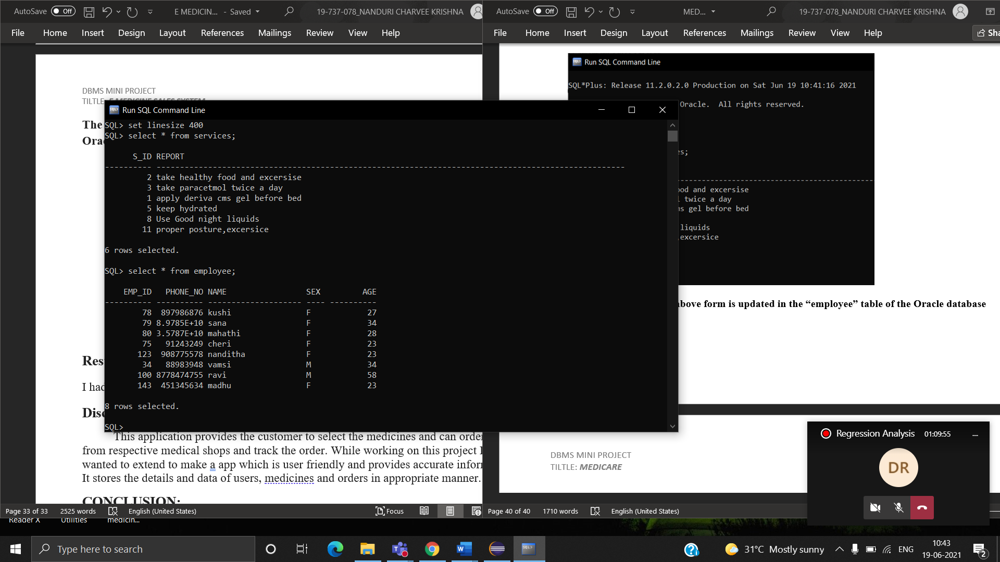 AutoSave Off E MEDICIN... - Saved 19-737-078_NANDURI CHARVEE KRISHNA
File Home Insert Design Layout References Mailings Review View Help
DBMS MINI PROJECT
TILTLE: E MEDICINE SALES SYSTEM
The
Orac
Run SQL Command Line
SQL> set linesize 400
SQL> select * from services;
S_ID REPORT
---------- ----------------------------------------------------------------------------------------------------
2 take healthy food and excersise
3 take paracetmol twice a day
1 apply deriva cms gel before bed
5 keep hydrated
8 Use Good night liquids
11 proper posture,excersice
6 rows selected.
SQL> select * from employee;
EMP_ID PHONE_NO NAME SEX AGE
---------- ---------- -------------------- ---- ----------
78 897986876 kushi F 27
79 8.9785E+10 sana F 34
80 3.5787E+10 mahathi F 28
75 91243249 cheri F 23
123 908775578 nanditha F 23
34 88983948 vamsi M 34
100 8778474755 ravi M 58
143 451345634 madhu F 23
8 rows selected.
SQL>
Res
I had
Disc
This application provides the customer to select the medicines and can order
from respective medical shops and track the order. While working on this project I
wanted to extend to make a app which is user friendly and provides accurate infor
It stores the details and data of users, medicines and orders in appropriate manner.
CONCLUSION:
Page 33 of 33 2525 words English (United States) Focus
AutoSave Off MED... 19-737-078_NANDURI CHARVEE KRISHNA
File Home Insert Design Layout References Mailings Review View Help Sha
Run SQL Command Line
SQL*Plus: Release 11.2.0.2.0 Production on Sat Jun 19 10:41:16 2021
Oracle. All rights reserved.
es;
ood and excersise
l twice a day
ms gel before bed
liquids
,excersice
above form is updated in the “employee” table of the Oracle database
DBMS MINI PROJECT
TILTLE: MEDICARE
Page 40 of 40 1710 words English (United States)
Regression Analysis 01:09:55
DR
Reader X Utilities medicin...
Type here to search
31°C Mostly sunny ENG 10:43
19-06-2021
2